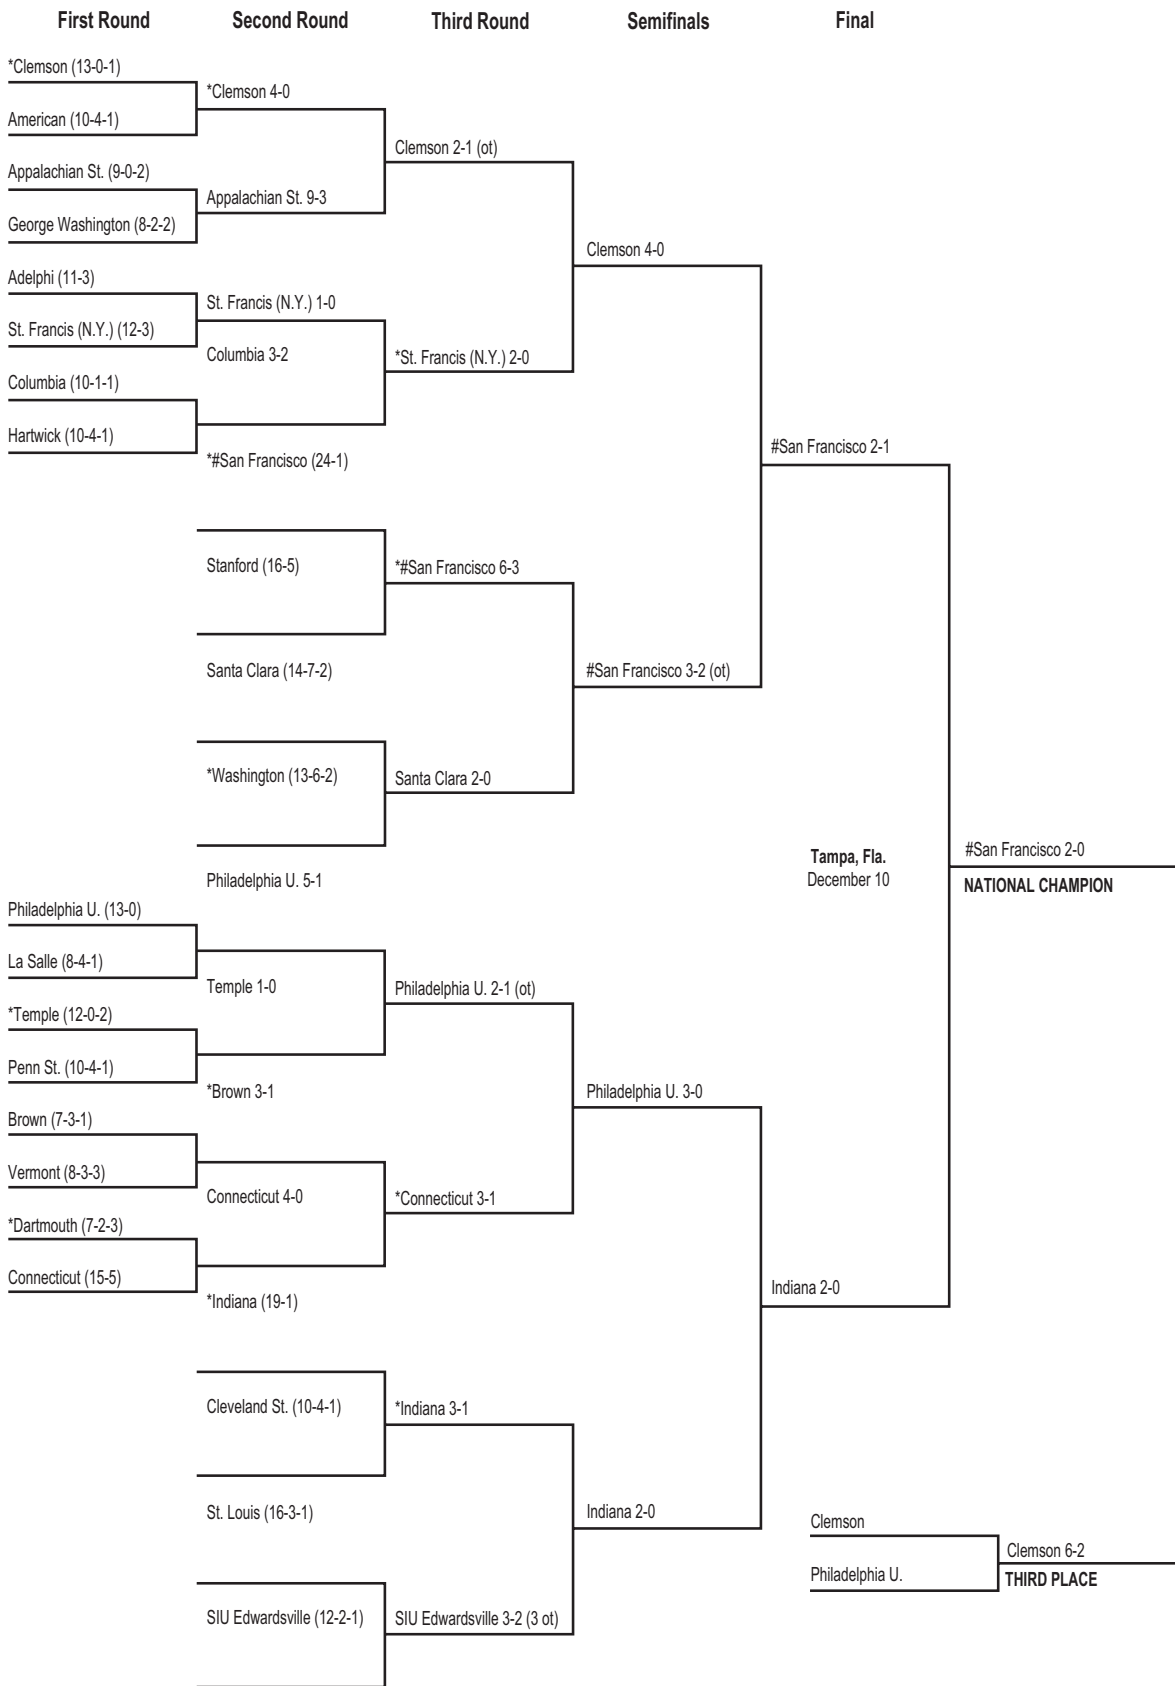 First Round
Second Round
Third Round
Semifinals
Final
*Clemson (13-0-1)
American (10-4-1)
Appalachian St. (9-0-2)
George Washington (8-2-2)
Adelphi (11-3)
St. Francis (N.Y.) (12-3)
Columbia (10-1-1)
Hartwick (10-4-1)
Philadelphia U. (13-0)
La Salle (8-4-1)
*Temple (12-0-2)
Penn St. (10-4-1)
Brown (7-3-1)
Vermont (8-3-3)
*Dartmouth (7-2-3)
Connecticut (15-5)
*Clemson 4-0
Appalachian St. 9-3
St. Francis (N.Y.) 1-0
Columbia 3-2
*#San Francisco (24-1)
Stanford (16-5)
Santa Clara (14-7-2)
*Washington (13-6-2)
Philadelphia U. 5-1
Temple 1-0
*Brown 3-1
Connecticut 4-0
*Indiana (19-1)
Cleveland St. (10-4-1)
St. Louis (16-3-1)
SIU Edwardsville (12-2-1)
Clemson 2-1 (ot)
*St. Francis (N.Y.) 2-0
*#San Francisco 6-3
Santa Clara 2-0
Philadelphia U. 2-1 (ot)
*Connecticut 3-1
*Indiana 3-1
SIU Edwardsville 3-2 (3 ot)
Clemson 4-0
#San Francisco 3-2 (ot)
Philadelphia U. 3-0
Indiana 2-0
#San Francisco 2-1
Indiana 2-0
Tampa, Fla.
December 10
#San Francisco 2-0
NATIONAL CHAMPION
Clemson
Philadelphia U.
Clemson 6-2
THIRD PLACE